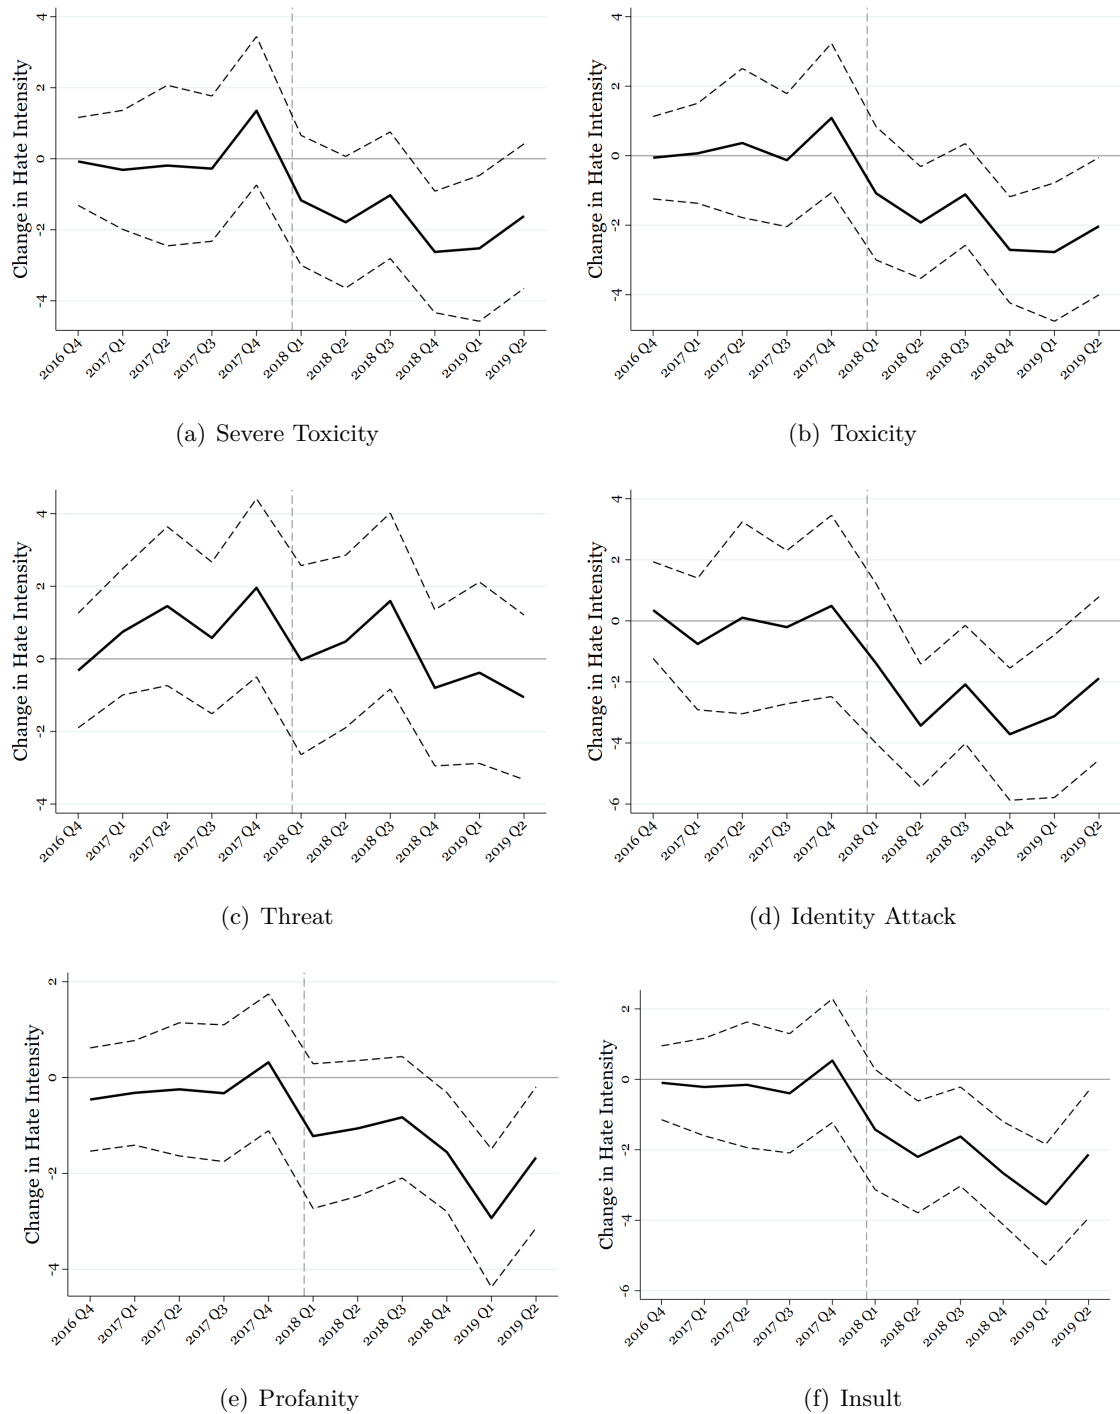 Change in Hate Intensity
4
2
0
-2
-4
2016 Q4
2017 Q1
2017 Q2
2017 Q3
2017 Q4
2018 Q1
2018 Q2
2018 Q3
2018 Q4
2019 Q1
2019 Q2
(a) Severe Toxicity
Change in Hate Intensity
4
2
0
-2
-4
2016 Q4
2017 Q1
2017 Q2
2017 Q3
2017 Q4
2018 Q1
2018 Q2
2018 Q3
2018 Q4
2019 Q1
2019 Q2
(b) Toxicity
Change in Hate Intensity
4
2
0
-2
-4
2016 Q4
2017 Q1
2017 Q2
2017 Q3
2017 Q4
2018 Q1
2018 Q2
2018 Q3
2018 Q4
2019 Q1
2019 Q2
(c) Threat
Change in Hate Intensity
4
2
0
-2
-4
-6
2016 Q4
2017 Q1
2017 Q2
2017 Q3
2017 Q4
2018 Q1
2018 Q2
2018 Q3
2018 Q4
2019 Q1
2019 Q2
(d) Identity Attack
Change in Hate Intensity
2
0
-2
-4
2016 Q4
2017 Q1
2017 Q2
2017 Q3
2017 Q4
2018 Q1
2018 Q2
2018 Q3
2018 Q4
2019 Q1
2019 Q2
(e) Profanity
Change in Hate Intensity
2
0
-2
-4
-6
2016 Q4
2017 Q1
2017 Q2
2017 Q3
2017 Q4
2018 Q1
2018 Q2
2018 Q3
2018 Q4
2019 Q1
2019 Q2
(f) Insult